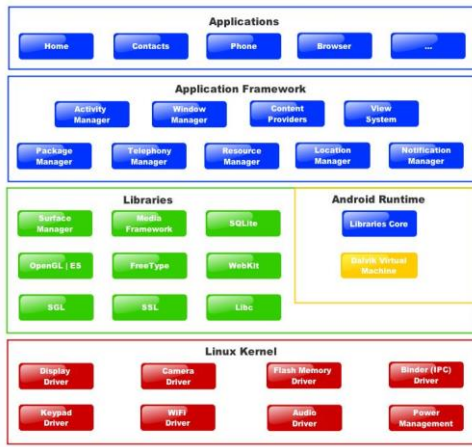 Applications
Home
Contacts
Phone
Browser
...
Application Framework
Activity
Manager
Window
Manager
Content
Providers
View
System
Package
Manager
Telephony
Manager
Resource
Manager
Location
Manager
Notification
Manager
Libraries
Surface
Manager
Media
Framework
SQLite
OpenGL | ES
FreeType
WebKit
SGL
SSL
Libc
Android Runtime
Libraries Core
Dalvik Virtual
Machine
Linux Kernel
Display
Driver
Camera
Driver
Flash Memory
Driver
Binder (IPC)
Driver
Keypad
Driver
WiFi
Driver
Audio
Driver
Power
Management